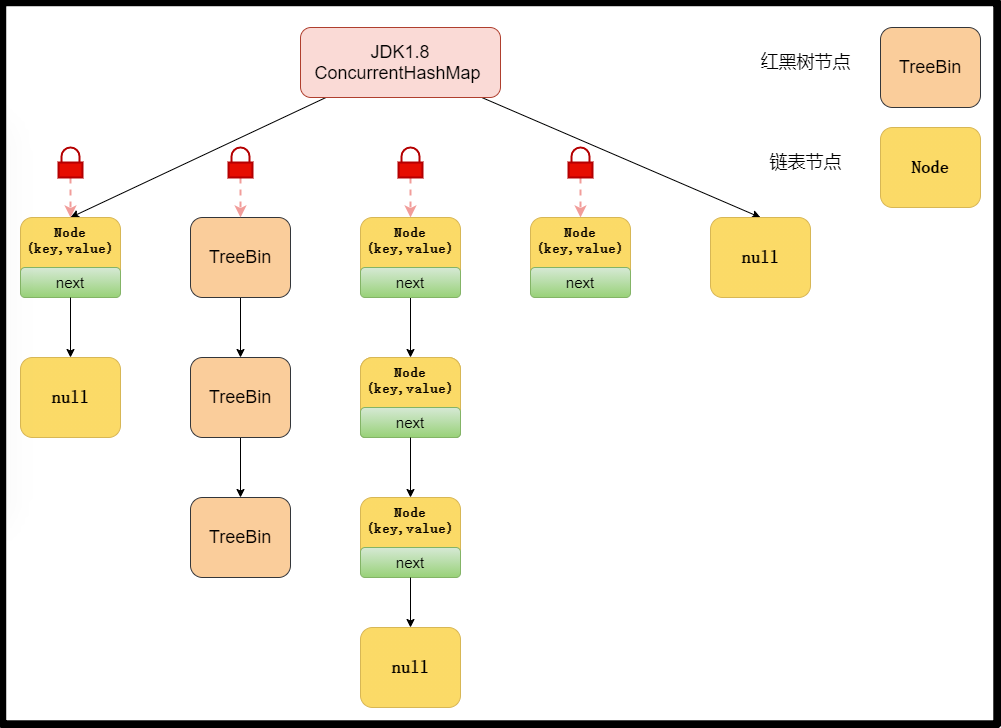 JDK1.8
ConcurrentHashMap
红黑树节点
TreeBin
链表节点
Node
Node
(key,value)
next
TreeBin
Node
(key,value)
next
Node
(key,value)
next
null
null
TreeBin
Node
(key,value)
next
TreeBin
Node
(key,value)
next
null